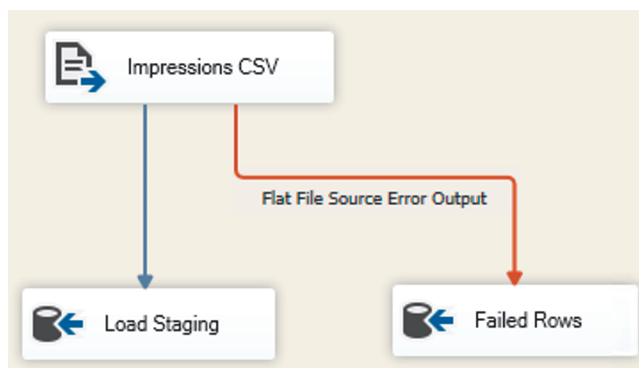 Impressions CSV
Flat File Source Error Output
Load Staging
Failed Rows